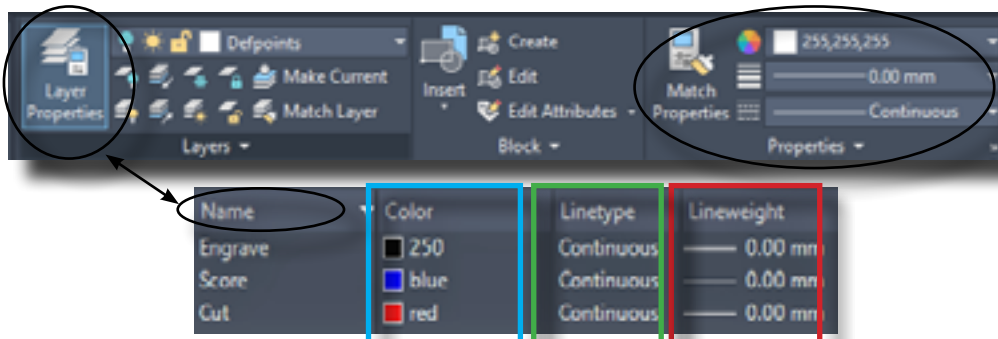 Defpoints
Make Current
Match Layer
Layer
Properties
Layers
Insert
Create
Edit
Edit Attributes
Block
Match
Properties
255,255,255
0.00 mm
Continuous
Properties
Name Color Linetype Lineweight
Engrave 250 Continuous 0.00 mm
Score blue Continuous 0.00 mm
Cut red Continuous 0.00 mm